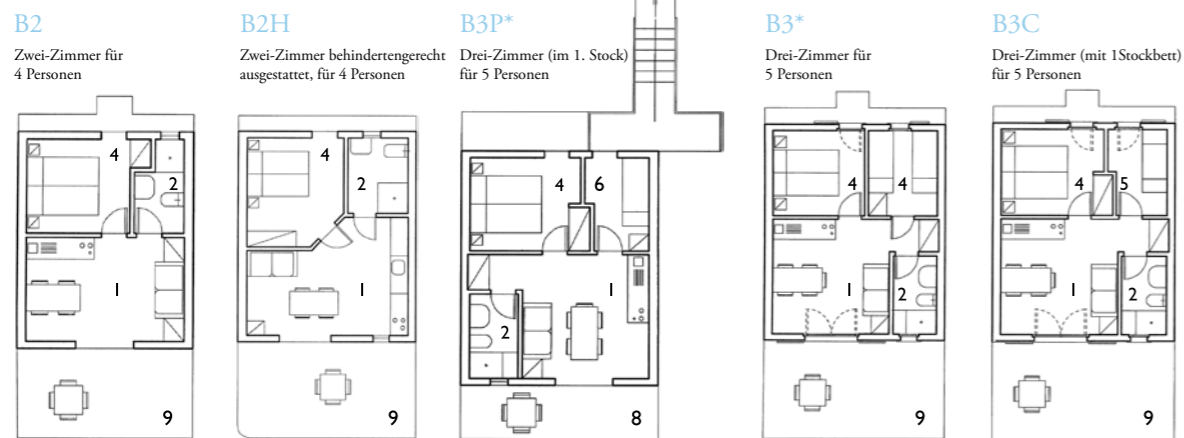 B2
Zwei-Zimmer für
4 Personen
B2H
Zwei-Zimmer behindertengerecht
ausgestattet, für 4 Personen
B3P*
Drei-Zimmer (im 1. Stock)
für 5 Personen
B3*
Drei-Zimmer für
5 Personen
B3C
Drei-Zimmer (mit 1Stockbett)
für 5 Personen
4
2
1
9
4
2
1
9
4
6
1
2
8
4
4
1
2
9
4
5
1
2
9